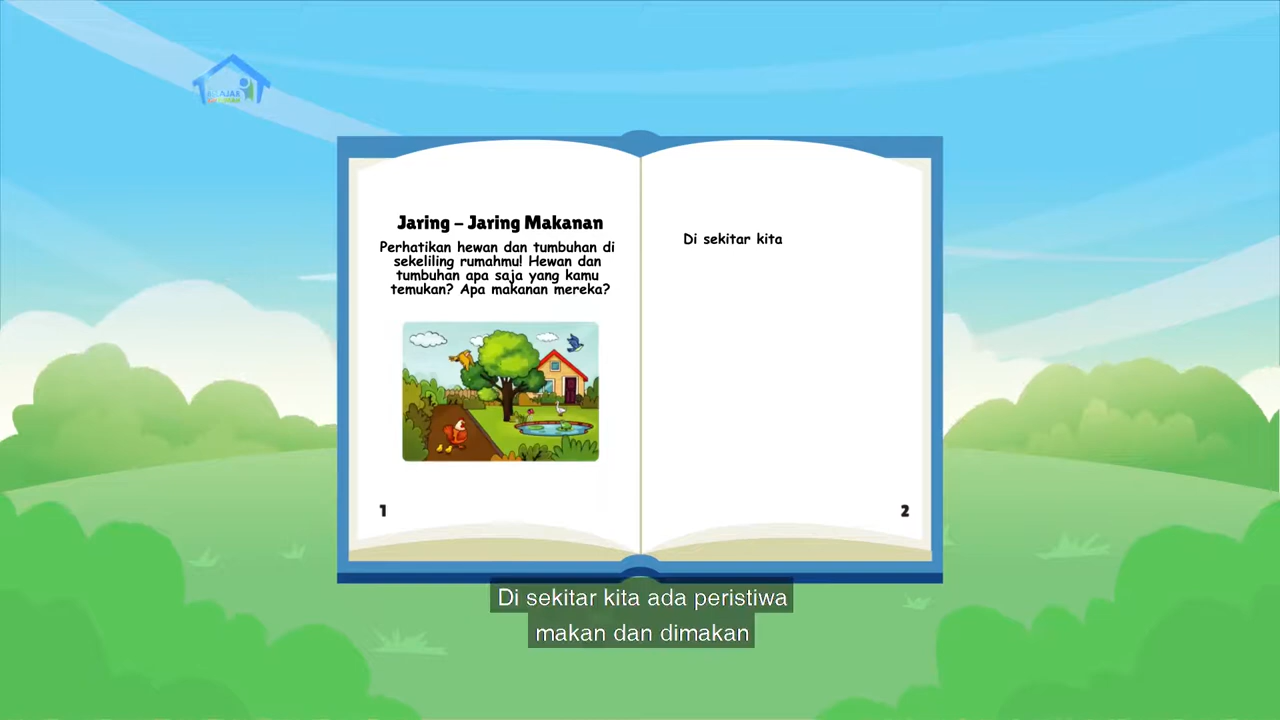 BELAJAR
Jaring – Jaring Makanan
Perhatikan hewan dan tumbuhan di
sekeliling rumahmu! Hewan dan
tumbuhan apa saja yang kamu
temukan? Apa makanan mereka?
1
Di sekitar kita
2
Di sekitar kita ada peristiwa
makan dan dimakan